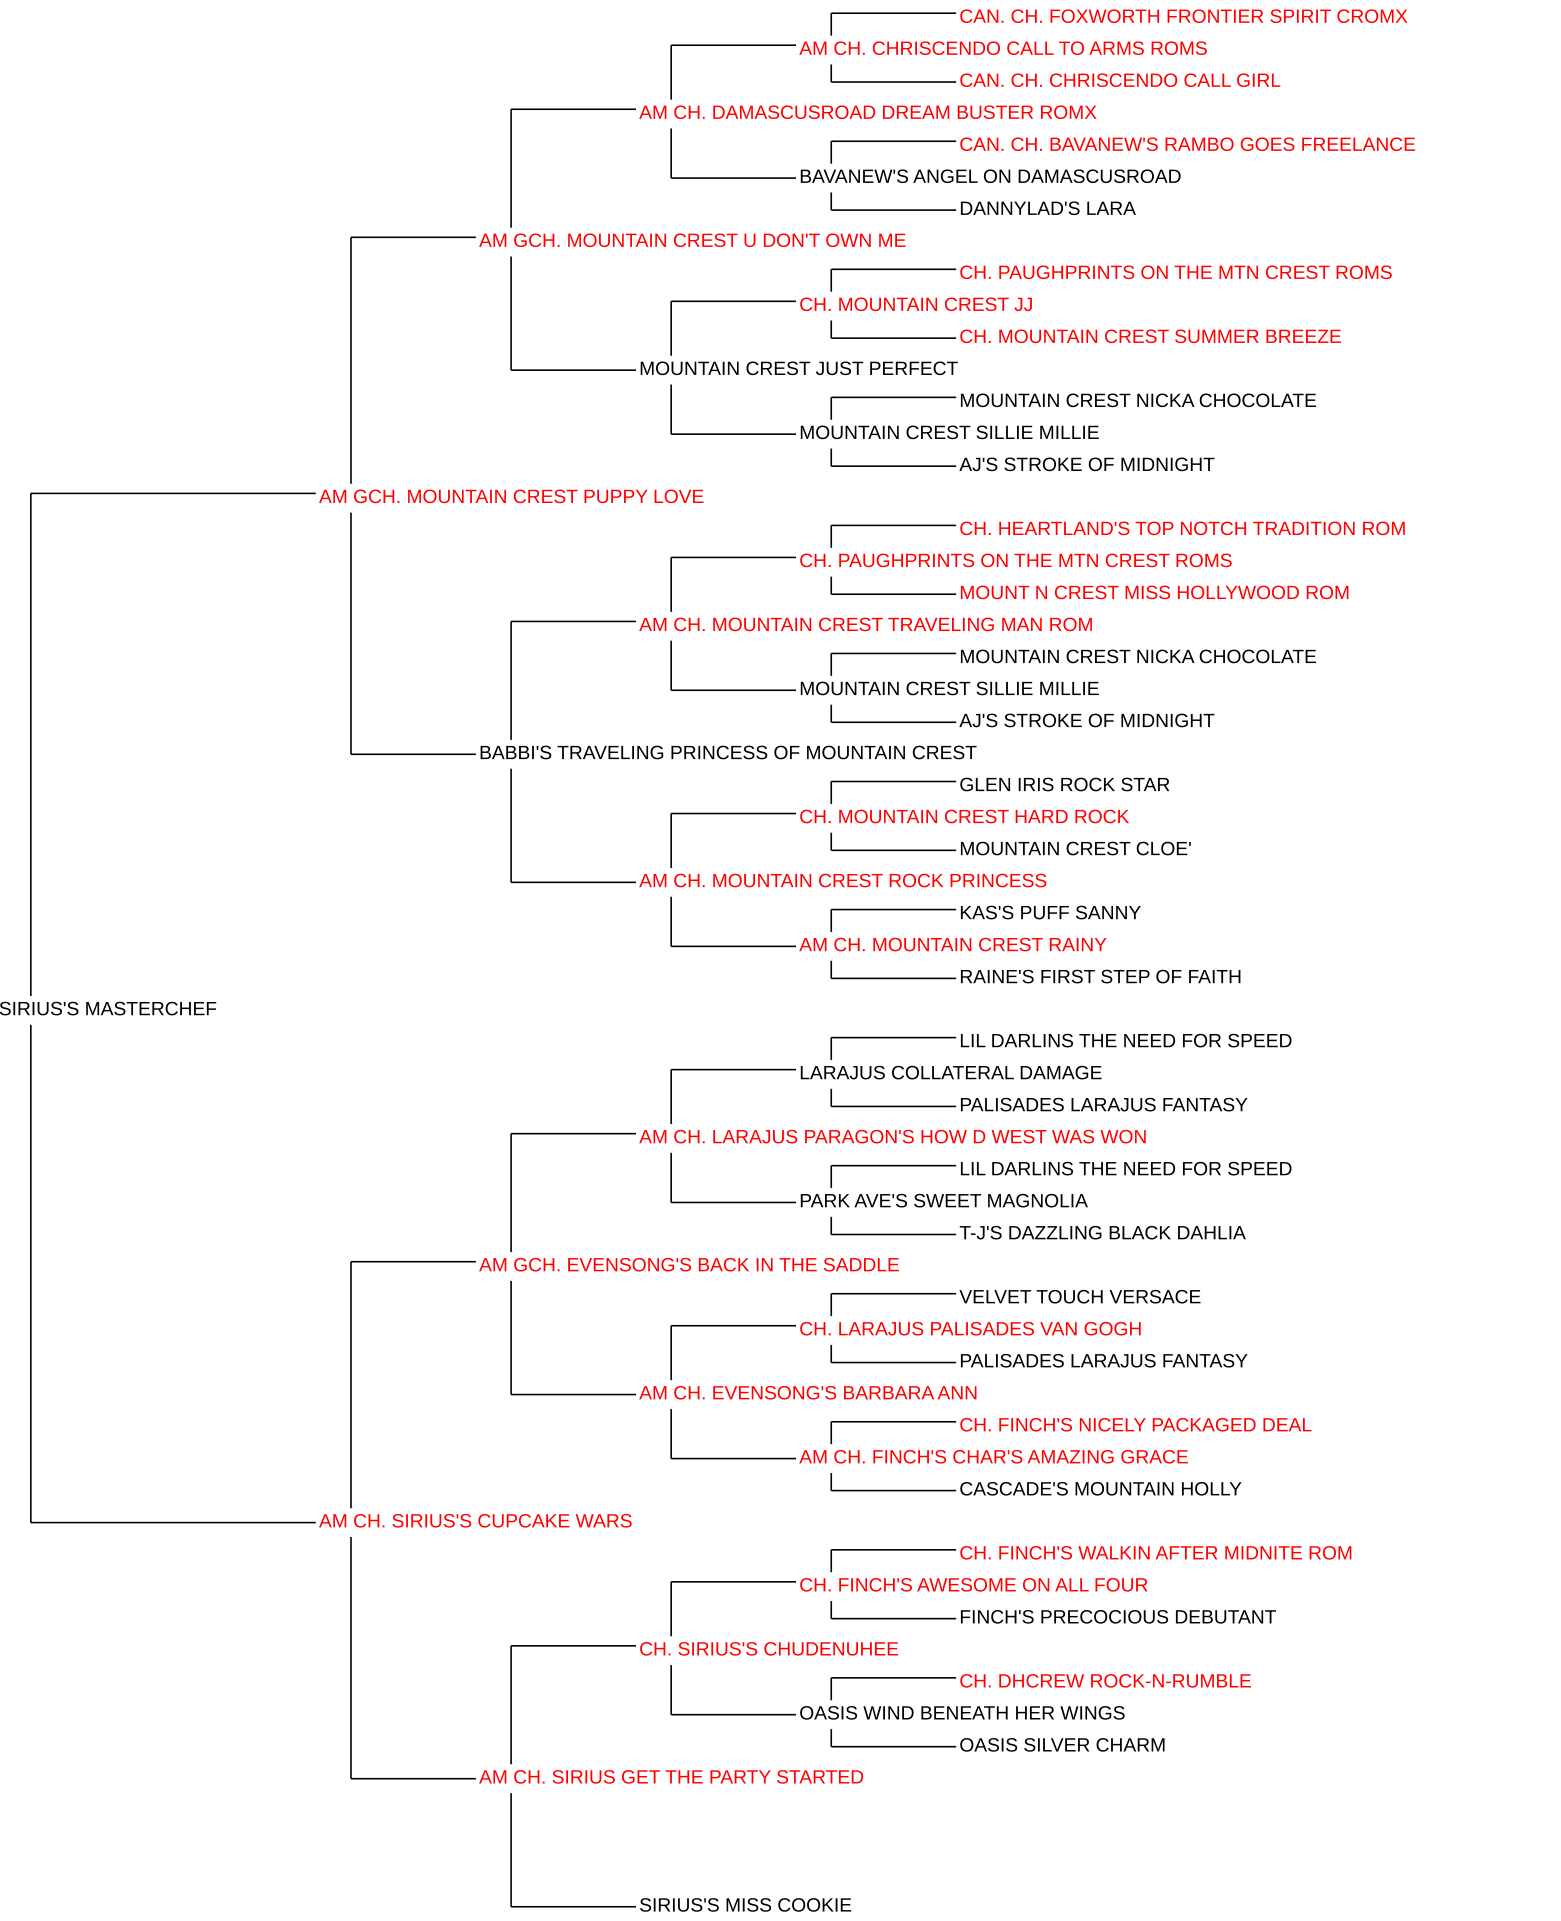 CAN. CH. FOXWORTH FRONTIER SPIRIT CROMX
AM CH. CHRISCENDO CALL TO ARMS ROMS
CAN. CH. CHRISCENDO CALL GIRL
AM CH. DAMASCUSROAD DREAM BUSTER ROMX
CAN. CH. BAVANEW'S RAMBO GOES FREELANCE
BAVANEW'S ANGEL ON DAMASCUSROAD
DANNYLAD'S LARA
AM GCH. MOUNTAIN CREST U DON'T OWN ME
CH. PAUGHPRINTS ON THE MTN CREST ROMS
CH. MOUNTAIN CREST JJ
CH. MOUNTAIN CREST SUMMER BREEZE
MOUNTAIN CREST JUST PERFECT
MOUNTAIN CREST NICKA CHOCOLATE
MOUNTAIN CREST SILLIE MILLIE
AJ'S STROKE OF MIDNIGHT
AM GCH. MOUNTAIN CREST PUPPY LOVE
CH. HEARTLAND'S TOP NOTCH TRADITION ROM
CH. PAUGHPRINTS ON THE MTN CREST ROMS
MOUNT N CREST MISS HOLLYWOOD ROM
AM CH. MOUNTAIN CREST TRAVELING MAN ROM
MOUNTAIN CREST NICKA CHOCOLATE
MOUNTAIN CREST SILLIE MILLIE
AJ'S STROKE OF MIDNIGHT
BABBI'S TRAVELING PRINCESS OF MOUNTAIN CREST
GLEN IRIS ROCK STAR
CH. MOUNTAIN CREST HARD ROCK
MOUNTAIN CREST CLOE'
AM CH. MOUNTAIN CREST ROCK PRINCESS
KAS'S PUFF SANNY
AM CH. MOUNTAIN CREST RAINY
RAINE'S FIRST STEP OF FAITH
SIRIUS'S MASTERCHEF
LIL DARLINS THE NEED FOR SPEED
LARAJUS COLLATERAL DAMAGE
PALISADES LARAJUS FANTASY
AM CH. LARAJUS PARAGON'S HOW D WEST WAS WON
LIL DARLINS THE NEED FOR SPEED
PARK AVE'S SWEET MAGNOLIA
T-J'S DAZZLING BLACK DAHLIA
AM GCH. EVENSONG'S BACK IN THE SADDLE
VELVET TOUCH VERSACE
CH. LARAJUS PALISADES VAN GOGH
PALISADES LARAJUS FANTASY
AM CH. EVENSONG'S BARBARA ANN
CH. FINCH'S NICELY PACKAGED DEAL
AM CH. FINCH'S CHAR'S AMAZING GRACE
CASCADE'S MOUNTAIN HOLLY
AM CH. SIRIUS'S CUPCAKE WARS
CH. FINCH'S WALKIN AFTER MIDNITE ROM
CH. FINCH'S AWESOME ON ALL FOUR
FINCH'S PRECOCIOUS DEBUTANT
CH. SIRIUS'S CHUDENUHEE
CH. DHCREW ROCK-N-RUMBLE
OASIS WIND BENEATH HER WINGS
OASIS SILVER CHARM
AM CH. SIRIUS GET THE PARTY STARTED
SIRIUS'S MISS COOKIE